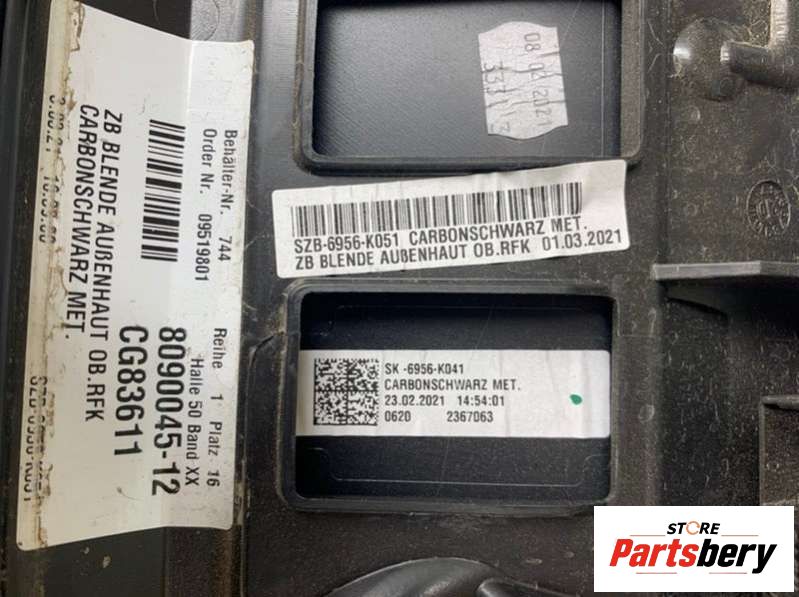 Behälter-Nr. 744
Order Nr. 09519801
Reihe 1 Platz 16
Halle 50 Band XX
8090045-12
CG83611
ZB BLENDE AUßENHAUT OB.RFK
CARBONSCHWARZ MET.
08 02 2021
SZB-6956-K051 CARBONSCHWARZ MET.
ZB BLENDE AUßENHAUT OB.RFK 01.03.2021
SK -6956-K041
CARBONSCHWARZ MET.
23.02.2021 14:54:01
0620 2367063
STORE
Partsbery